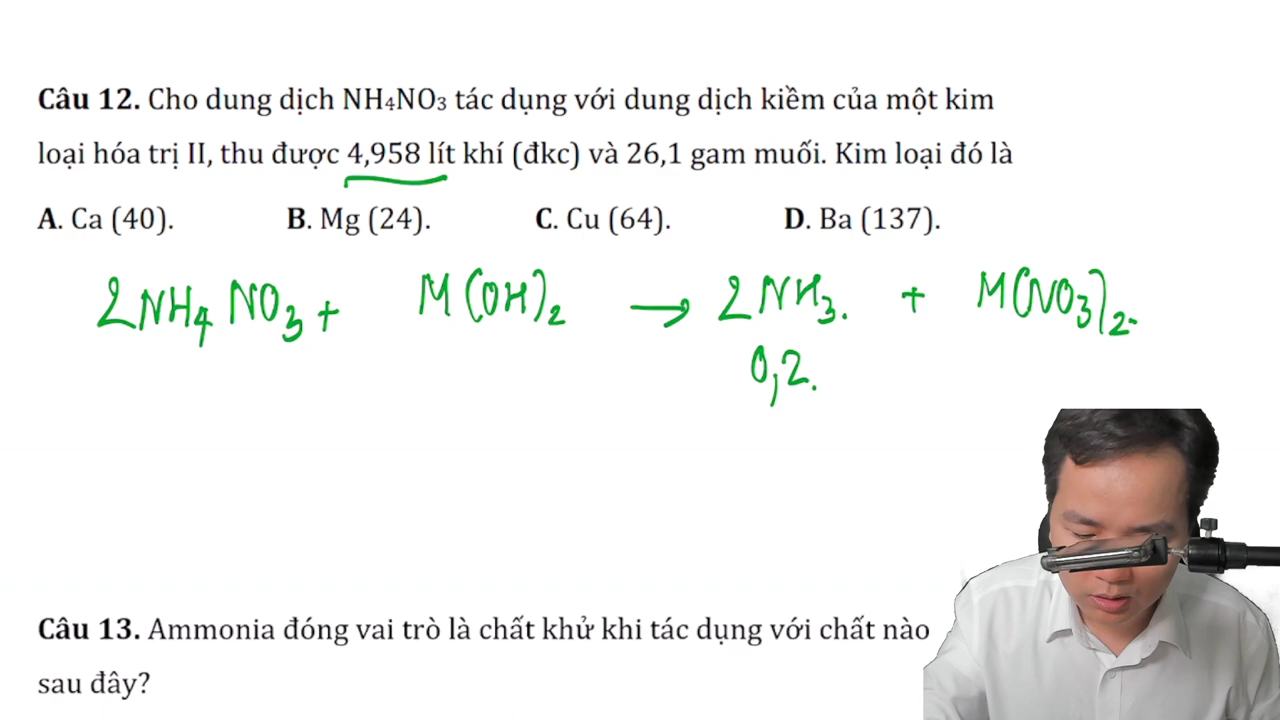 Câu 12. Cho dung dịch NH₄NO₃ tác dụng với dung dịch kiềm của một kim
loại hóa trị II, thu được 4,958 lít khí (đkc) và 26,1 gam muối. Kim loại đó là
A. Ca (40). B. Mg (24). C. Cu (64). D. Ba (137).
2NH₄NO₃ + M(OH)₂ → 2NH₃. + M(NO₃)₂
0,2.
Câu 13. Ammonia đóng vai trò là chất khử khi tác dụng với chất nào
sau đây?